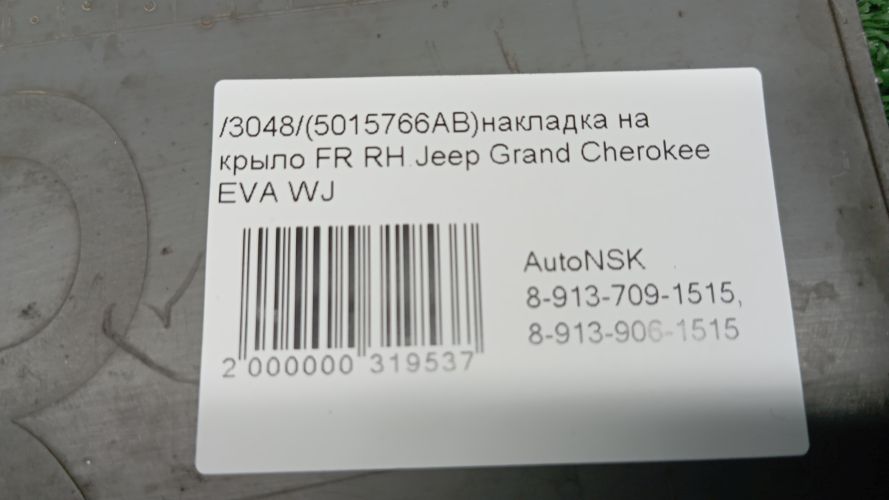 /3048/(5015766AB)накладка на
крыло FR RH Jeep Grand Cherokee
EVA WJ
AutoNSK
8-913-709-1515,
8-913-906-1515
2 000000 319537